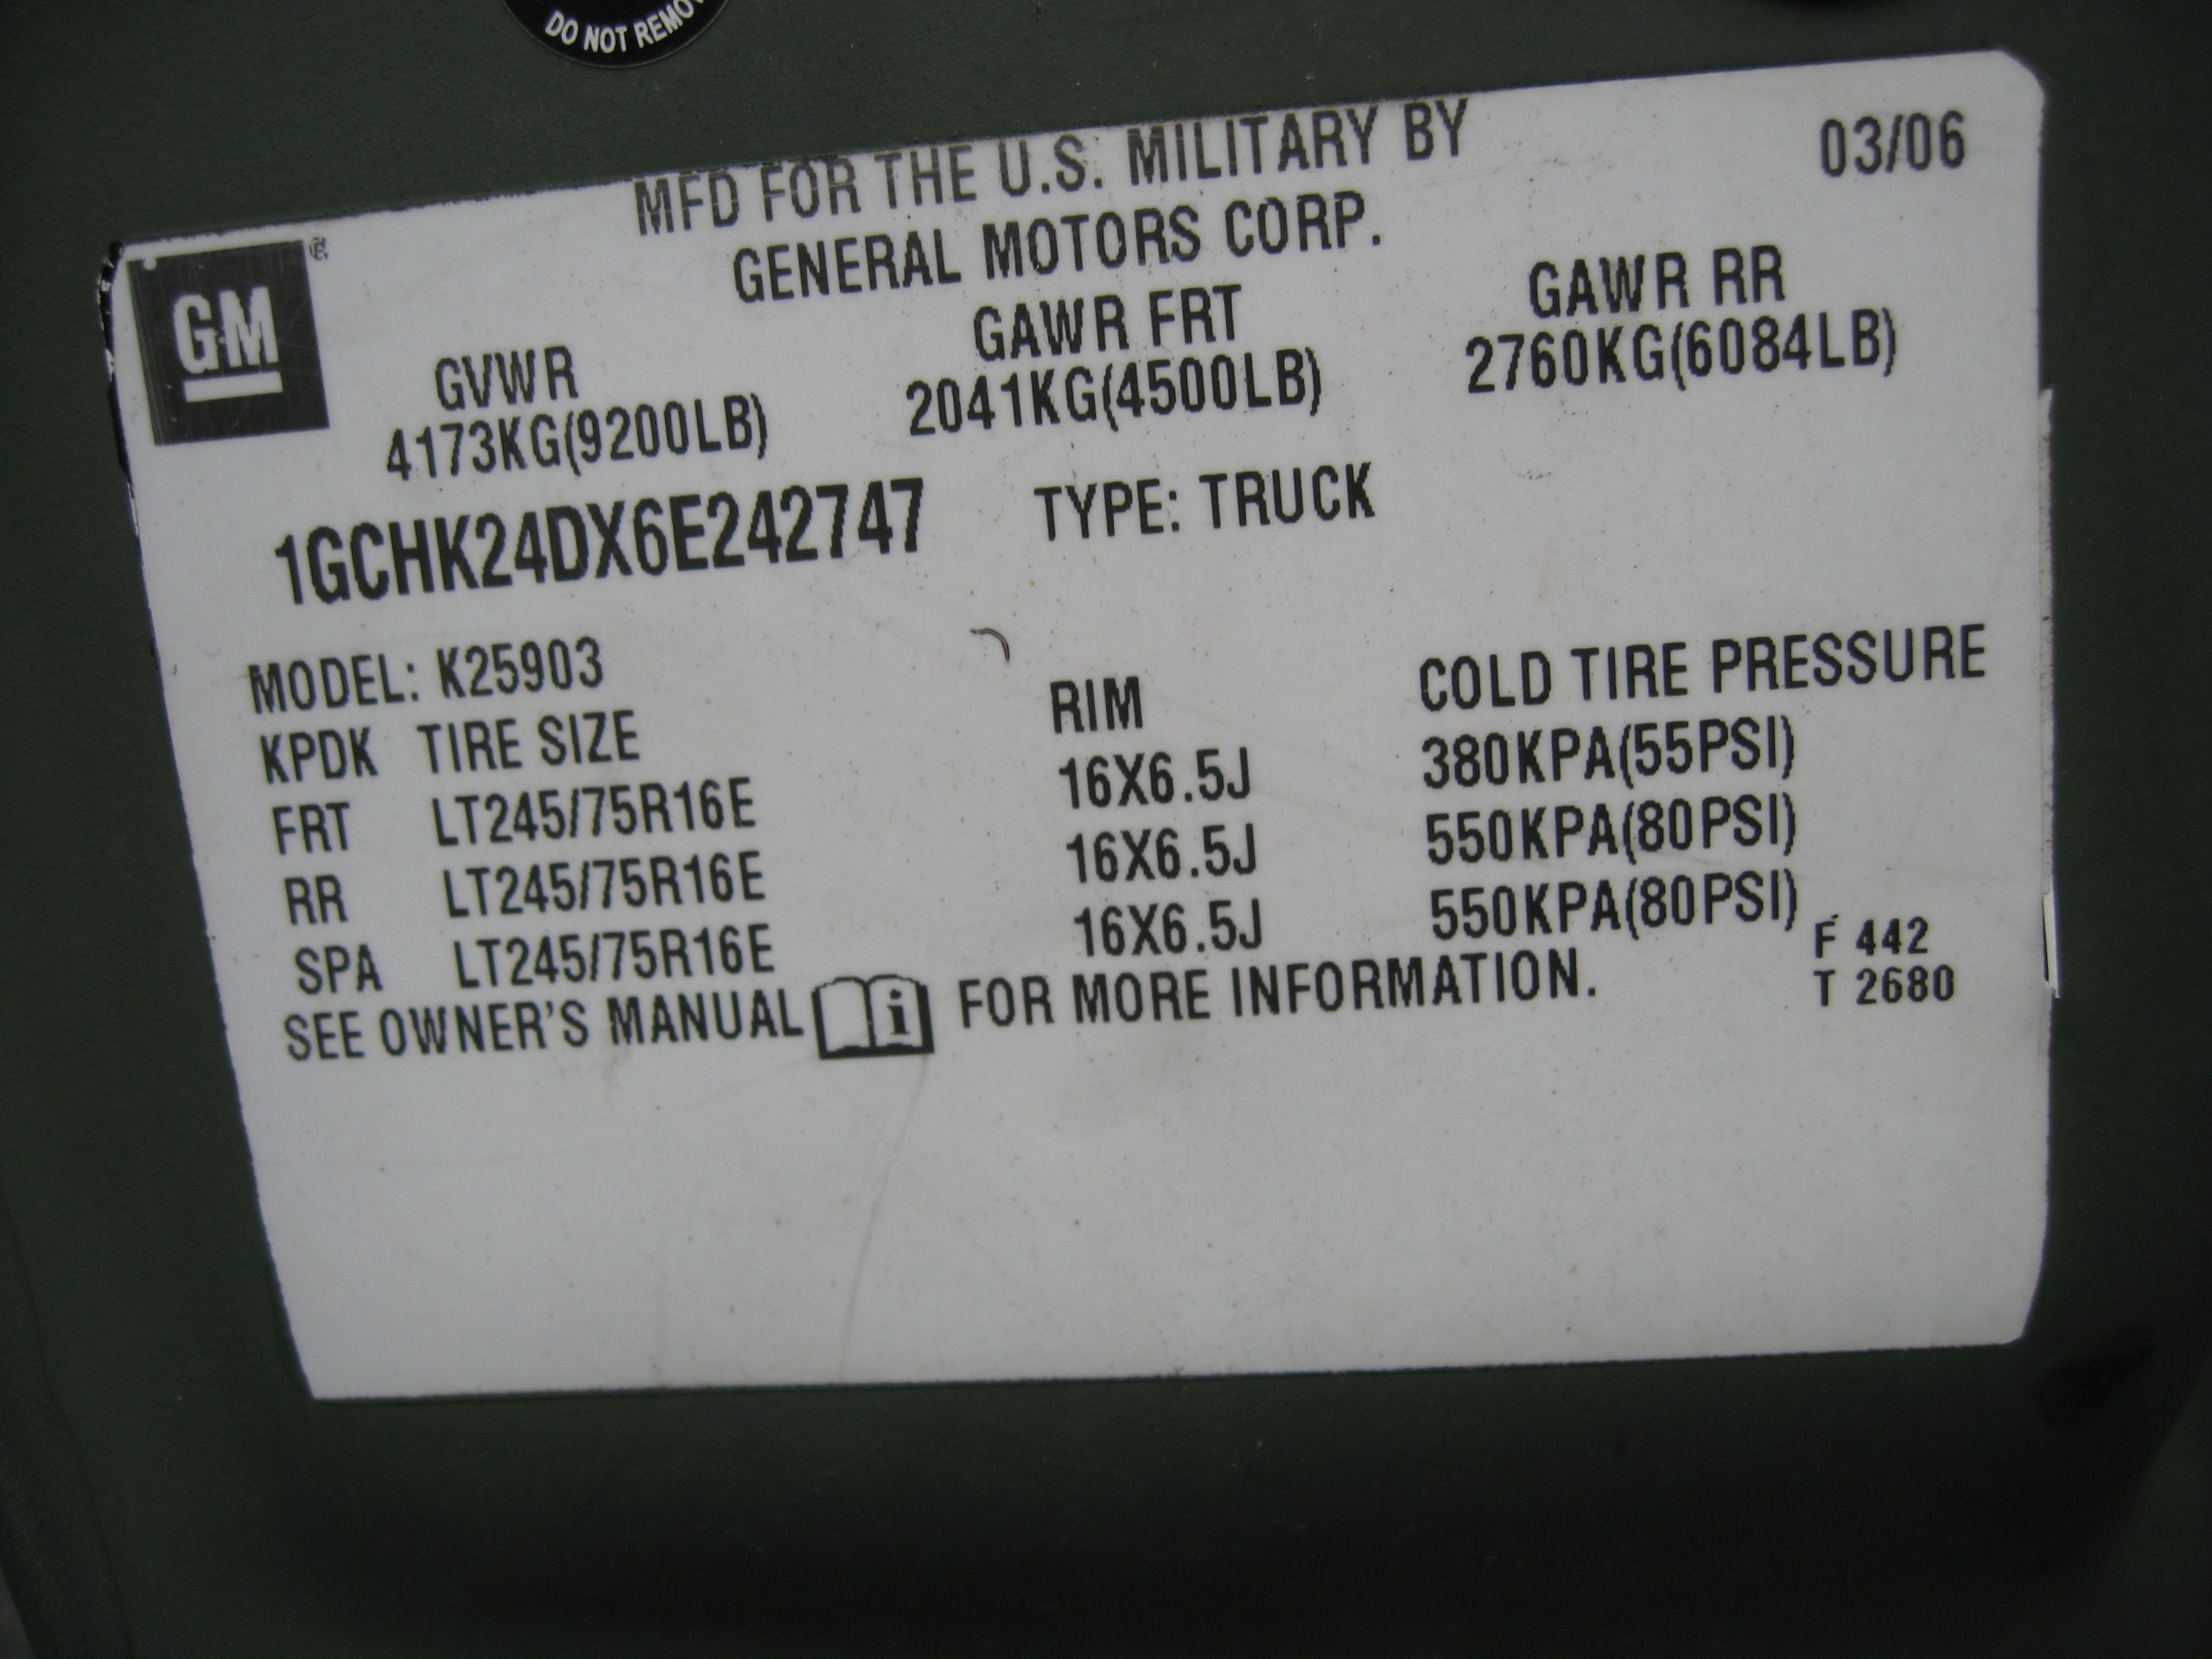 DO NOT REMOV
MFD FOR THE U.S. MILITARY BY 03/06
GENERAL MOTORS CORP.
GM
GVWR GAWR FRT GAWR RR
4173KG(9200LB) 2041KG(4500LB) 2760KG(6084LB)
1GCHK24DX6E242747 TYPE: TRUCK
MODEL: K25903
KPDK TIRE SIZE RIM COLD TIRE PRESSURE
FRT LT245/75R16E 16X6.5J 380KPA(55PSI)
RR LT245/75R16E 16X6.5J 550KPA(80PSI)
SPA LT245/75R16E 16X6.5J 550KPA(80PSI)
SEE OWNER'S MANUAL i FOR MORE INFORMATION.
F 442
T 2680